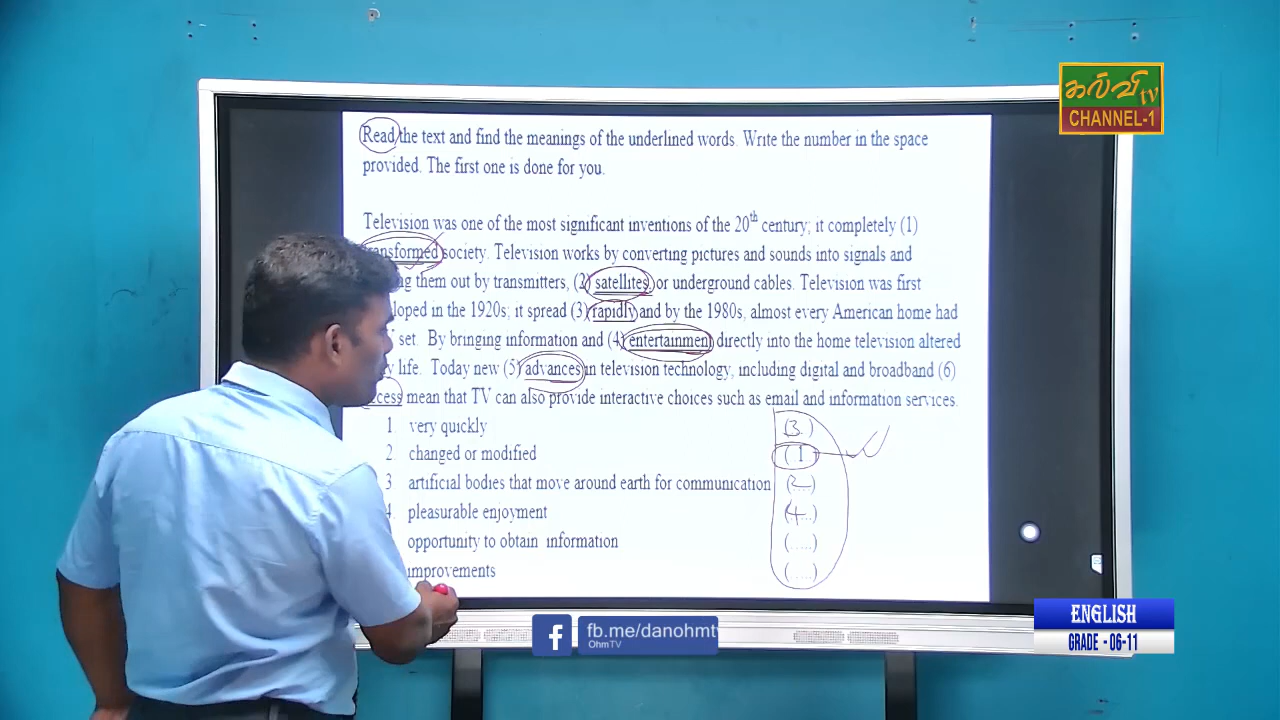 கல்வி tv
CHANNEL-1
Read the text and find the meanings of the underlined words. Write the number in the space
provided. The first one is done for you.
Television was one of the most significant inventions of the 20th century; it completely (1)
society. Television works by converting pictures and sounds into signals and
them out by transmitters, (2) satellites or underground cables. Television was first
in the 1920s; it spread (3) rapidly and by the 1980s, almost every American home had
set. By bringing information and (4) entertainment directly into the home television altered
life. Today new (5) advances in television technology, including digital and broadband (6)
mean that TV can also provide interactive choices such as email and information services.
1. very quickly (3)
2. changed or modified (1)
3 artificial bodies that move around earth for communication (2)
4. pleasurable enjoyment (4)
opportunity to obtain information (....)
improvements (....)
f fb.me/danohmt
OhmTV
ENGLISH
GRADE - 06-11